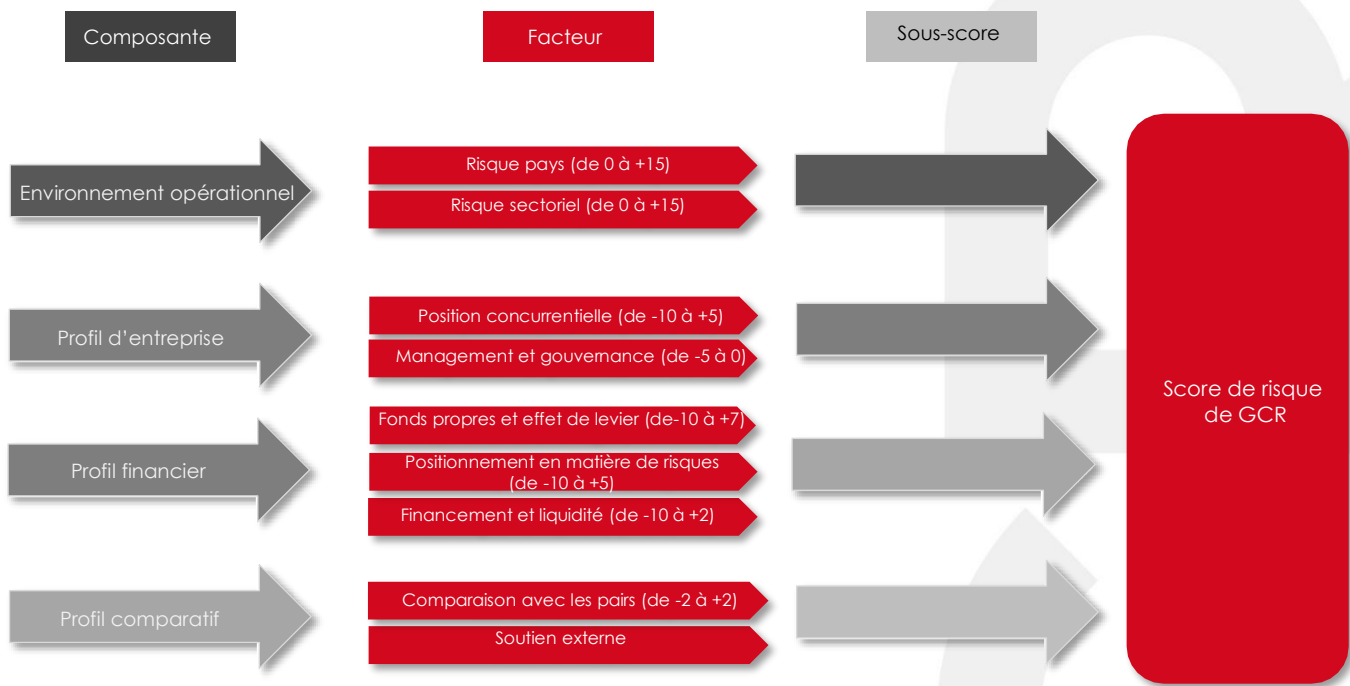 Composante
Facteur
Sous-score
Environnement opérationnel
Risque pays (de 0 à +15)
Risque sectoriel (de 0 à +15)
Profil d'entreprise
Position concurrentielle (de -10 à +5)
Management et gouvernance (de -5 à 0)
Profil financier
Fonds propres et effet de levier (de-10 à +7)
Positionnement en matière de risques
(de -10 à +5)
Financement et liquidité (de -10 à +2)
Profil comparatif
Comparaison avec les pairs (de -2 à +2)
Soutien externe
Score de risque
de GCR